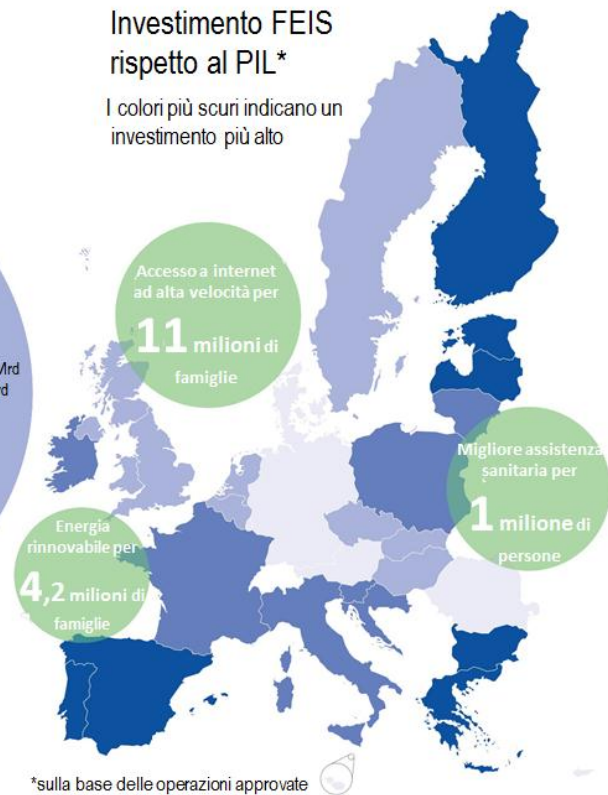 Investimento FEIS
rispetto al PIL*
I colori più scuri indicano un
investimento più alto
Accesso a internet
ad alta velocità per
11 milioni di
famiglie
Mrd
rd
Migliore assistenza
sanitaria per
1 milione di
persone
Energia
rinnovabile per
4,2 milioni di
famiglie
*sulla base delle operazioni approvate